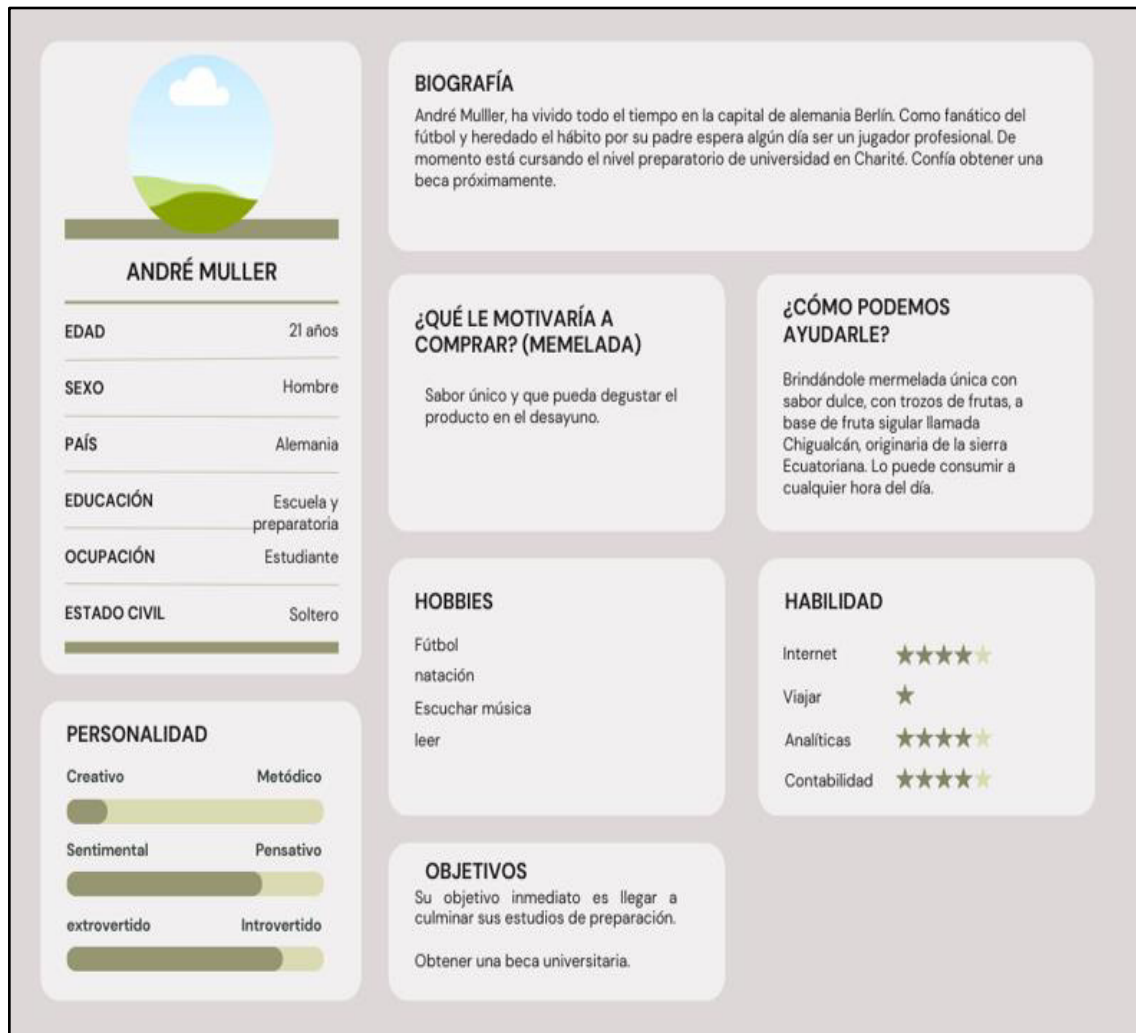 ANDRÉ MULLER
EDAD 21 años
SEXO Hombre
PAÍS Alemania
EDUCACIÓN Escuela y
preparatoria
OCUPACIÓN Estudiante
ESTADO CIVIL Soltero
PERSONALIDAD
Creativo Metódico
Sentimental Pensativo
extrovertido Introvertido
BIOGRAFÍA
André Mulller, ha vivido todo el tiempo en la capital de alemania Berlín. Como fanático del
fútbol y heredado el hábito por su padre espera algún día ser un jugador profesional. De
momento está cursando el nivel preparatorio de universidad en Charité. Confía obtener una
beca próximamente.
¿QUÉ LE MOTIVARÍA A
COMPRAR? (MEMELADA)
Sabor único y que pueda degustar el
producto en el desayuno.
¿CÓMO PODEMOS
AYUDARLE?
Brindándole mermelada única con
sabor dulce, con trozos de frutas, a
base de fruta sigular llamada
Chigualcán, originaria de la sierra
Ecuatoriana. Lo puede consumir a
cualquier hora del día.
HOBBIES
Fútbol
natación
Escuchar música
leer
HABILIDAD
Internet
Viajar
Analíticas
Contabilidad
OBJETIVOS
Su objetivo inmediato es llegar a
culminar sus estudios de preparación.
Obtener una beca universitaria.